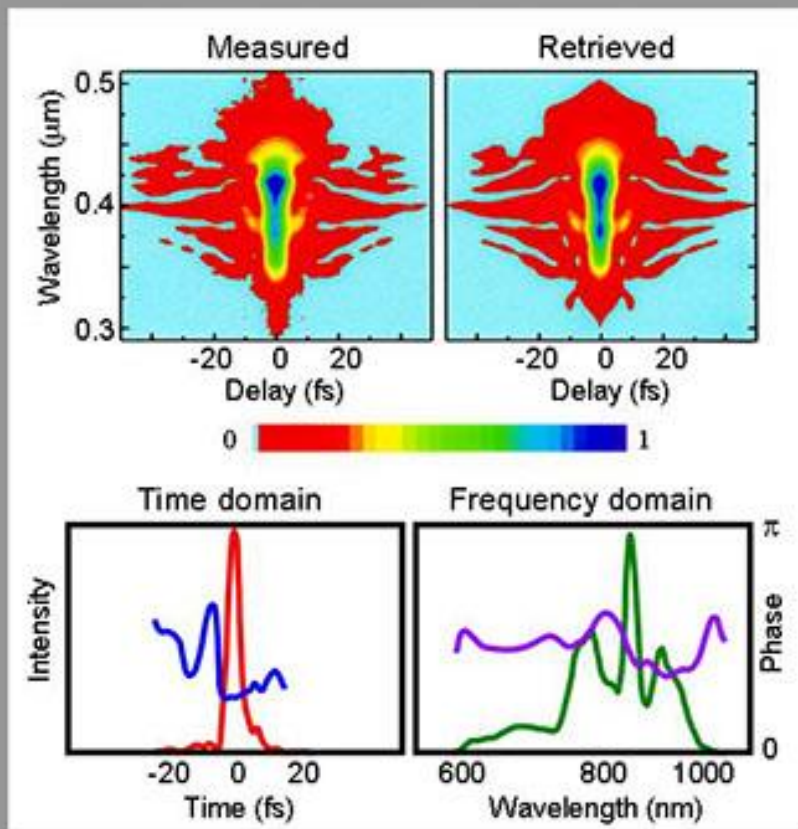 Measured
Retrieved
Wavelength (μm)
0.5
0.4
0.3
-20 0 20
-20 0 20
Delay (fs)
Delay (fs)
0
1
Time domain
Frequency domain
Intensity
π
Phase
0
-20 0 20
600 800 1000
Time (fs)
Wavelength (nm)